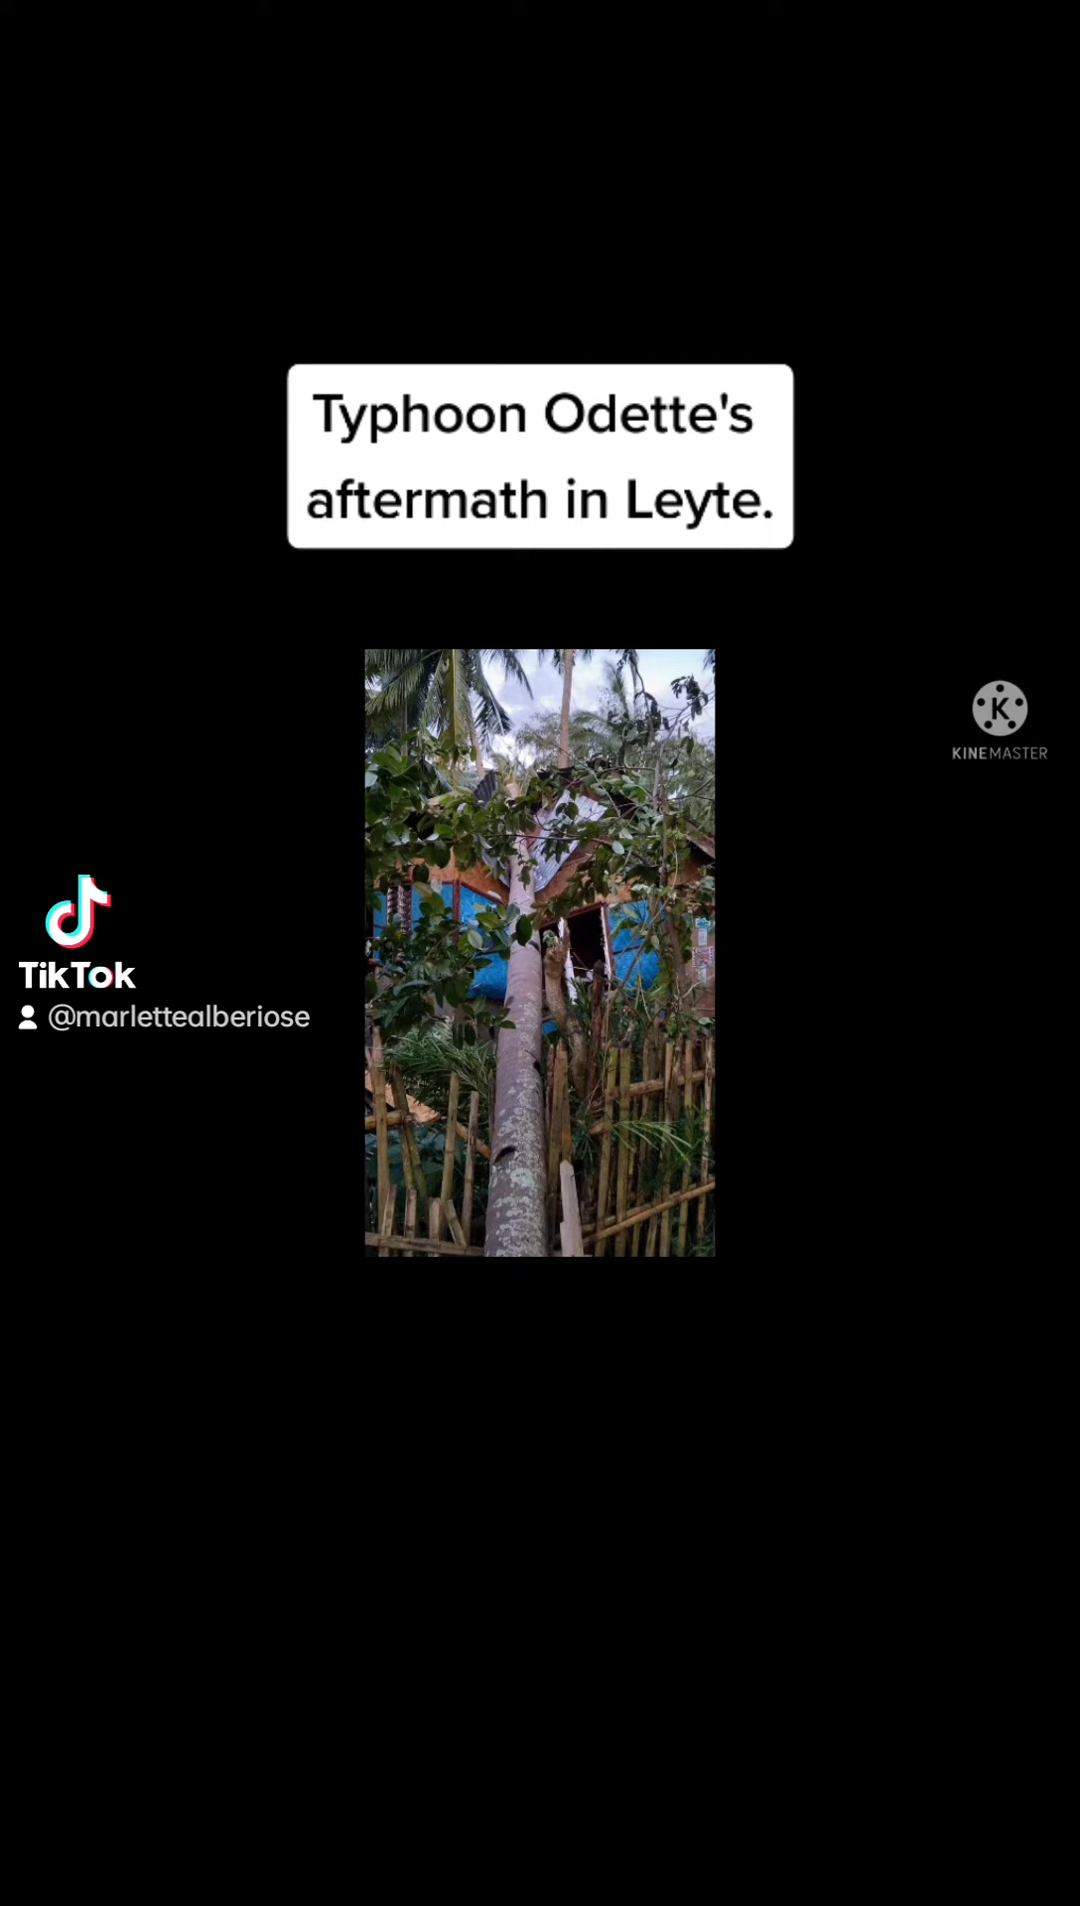 Typhoon Odette's
aftermath in Leyte.
K
KINEMASTER
TikTok
@marlettealberiose